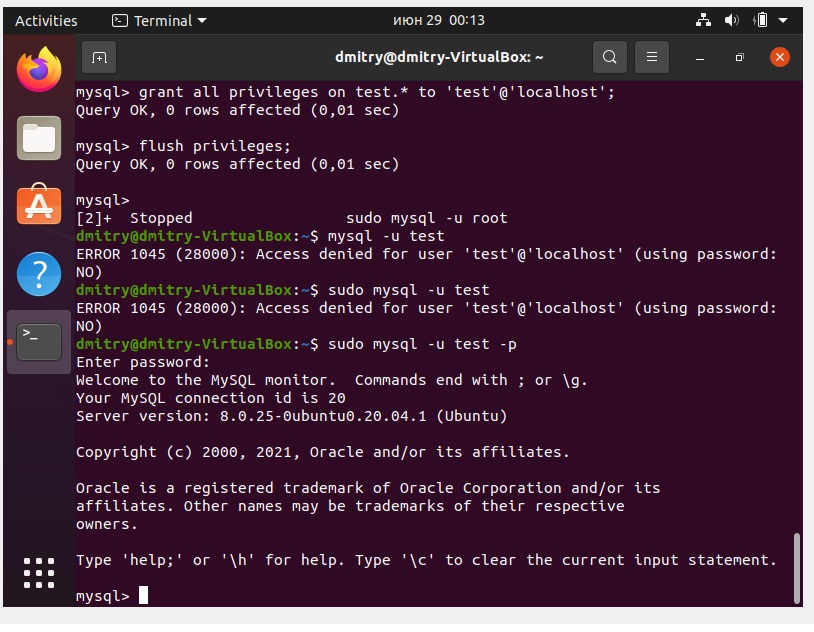 Activities Terminal июн 29 00:13
dmitry@dmitry-VirtualBox: ~
mysql> grant all privileges on test.* to 'test'@'localhost';
Query OK, 0 rows affected (0,01 sec)
mysql> flush privileges;
Query OK, 0 rows affected (0,01 sec)
mysql>
[2]+  Stopped                 sudo mysql -u root
dmitry@dmitry-VirtualBox:~$ mysql -u test
ERROR 1045 (28000): Access denied for user 'test'@'localhost' (using password:
NO)
dmitry@dmitry-VirtualBox:~$ sudo mysql -u test
ERROR 1045 (28000): Access denied for user 'test'@'localhost' (using password:
NO)
dmitry@dmitry-VirtualBox:~$ sudo mysql -u test -p
Enter password:
Welcome to the MySQL monitor.  Commands end with ; or \g.
Your MySQL connection id is 20
Server version: 8.0.25-0ubuntu0.20.04.1 (Ubuntu)
Copyright (c) 2000, 2021, Oracle and/or its affiliates.
Oracle is a registered trademark of Oracle Corporation and/or its
affiliates. Other names may be trademarks of their respective
owners.
Type 'help;' or '\h' for help. Type '\c' to clear the current input statement.
mysql>